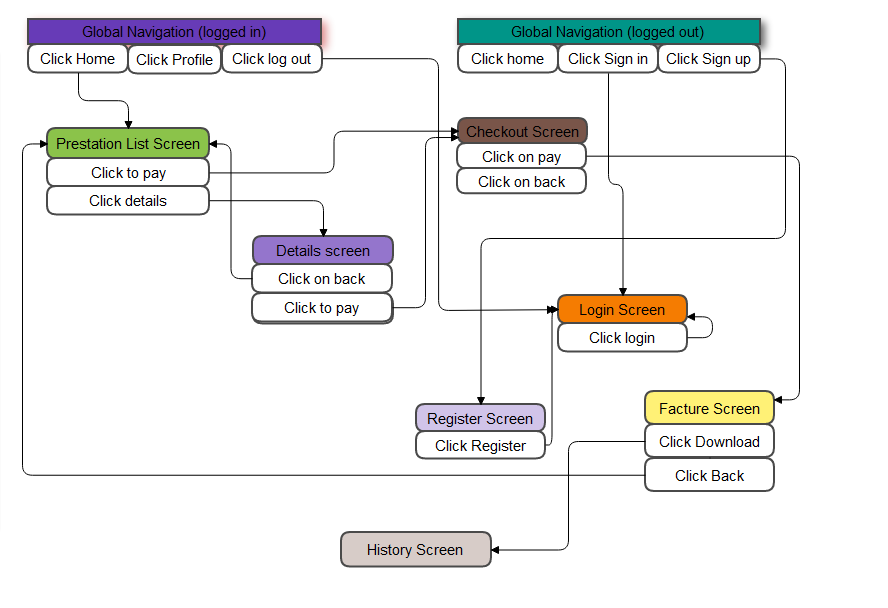 Global Navigation (logged in)
Click Home
Click Profile
Click log out
Global Navigation (logged out)
Click home
Click Sign in
Click Sign up
Prestation List Screen
Click to pay
Click details
Checkout Screen
Click on pay
Click on back
Details screen
Click on back
Click to pay
Login Screen
Click login
Register Screen
Click Register
Facture Screen
Click Download
Click Back
History Screen